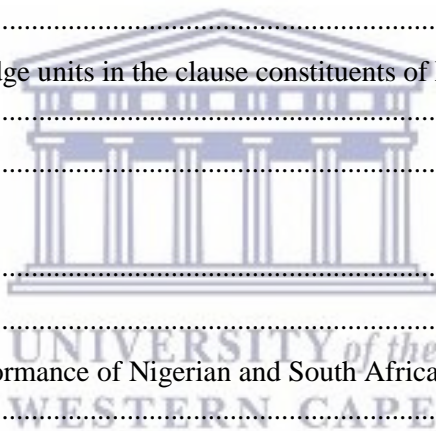 ................................................................
dge units in the clause constituents of
................................................................
................................................................
................................................................
................................................................
UNIVERSITY of the
ormance of Nigerian and South Africa
WESTERN CAPE
................................................................